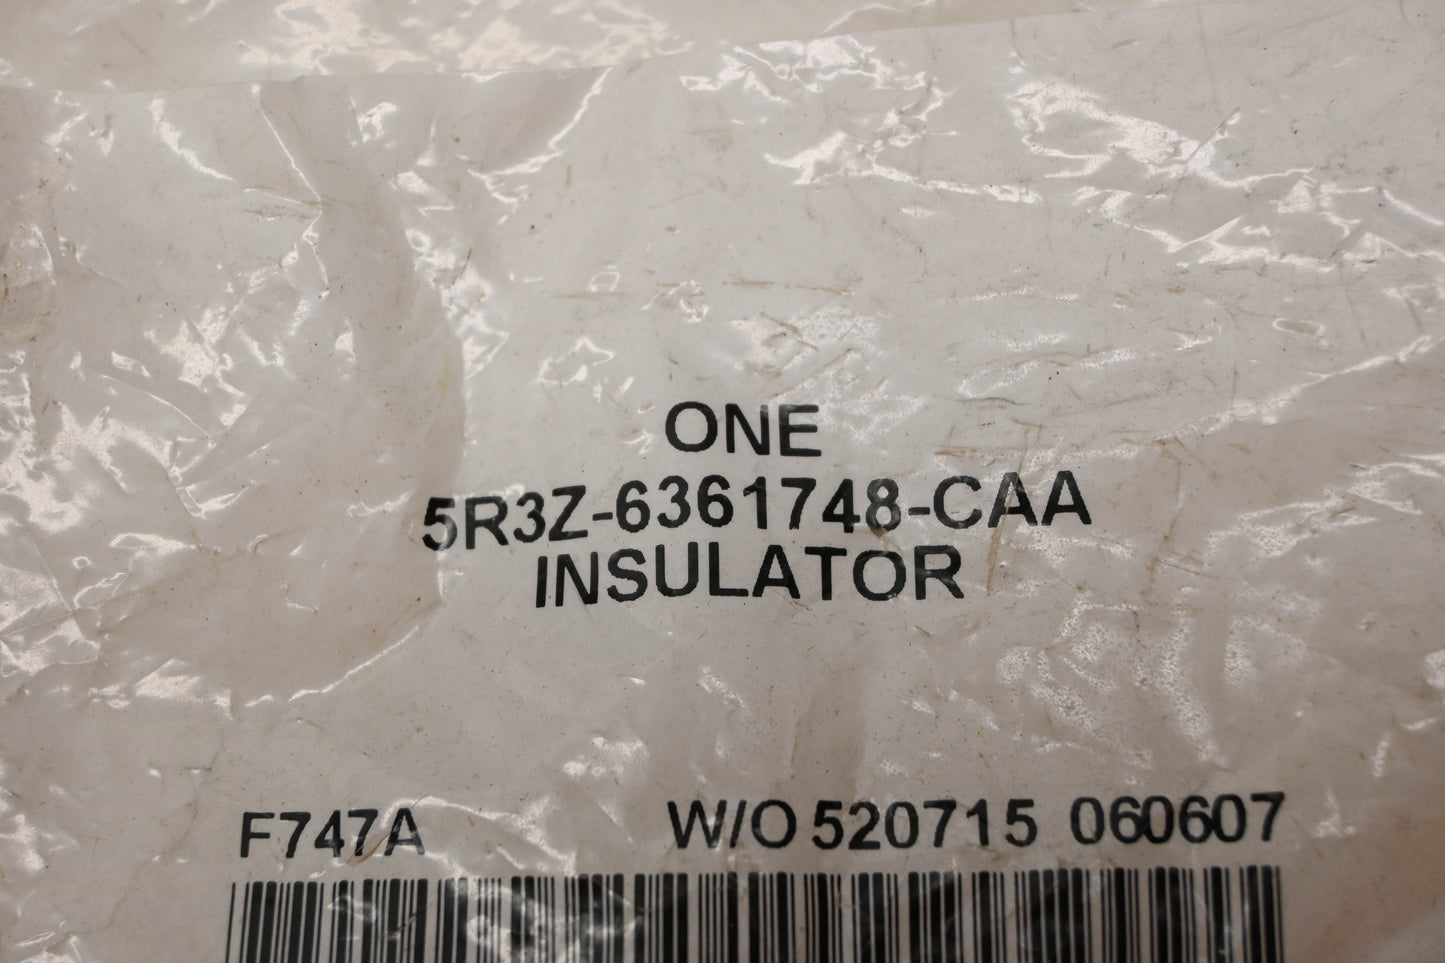 ONE
5R3Z-6361748-CAA
INSULATOR
F747A W/O 520715 060607